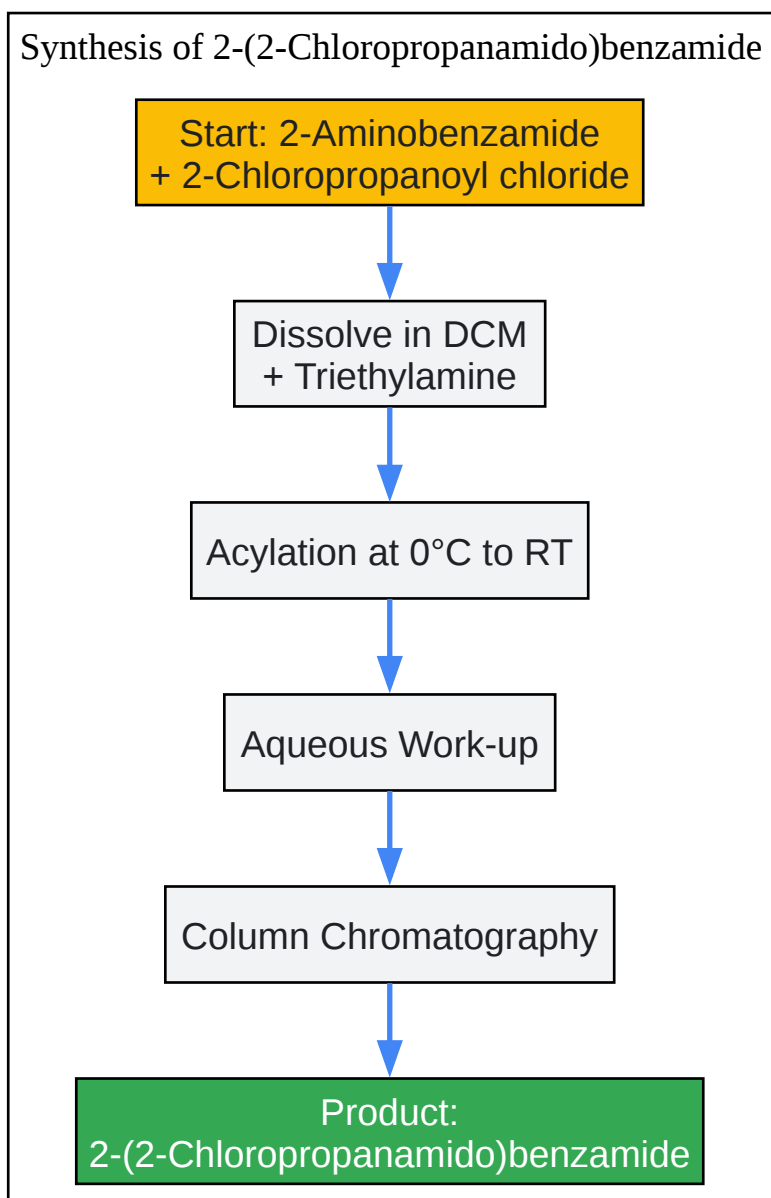 Synthesis of 2-(2-Chloropropanamido)benzamide
Start: 2-Aminobenzamide
+ 2-Chloropropanoyl chloride
Dissolve in DCM
+ Triethylamine
Acylation at 0°C to RT
Aqueous Work-up
Column Chromatography
Product:
2-(2-Chloropropanamido)benzamide